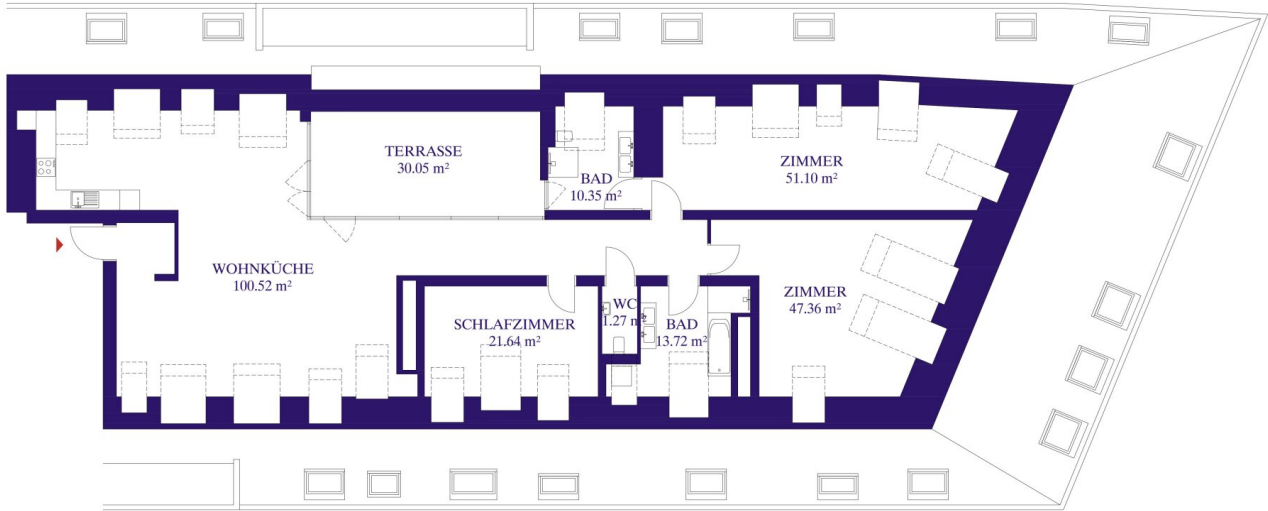 TERRASSE
30.05 m²
BAD
10.35 m²
ZIMMER
51.10 m²
WOHNKÜCHE
100.52 m²
SCHLAFZIMMER
21.64 m²
WC
1.27 m²
BAD
13.72 m²
ZIMMER
47.36 m²